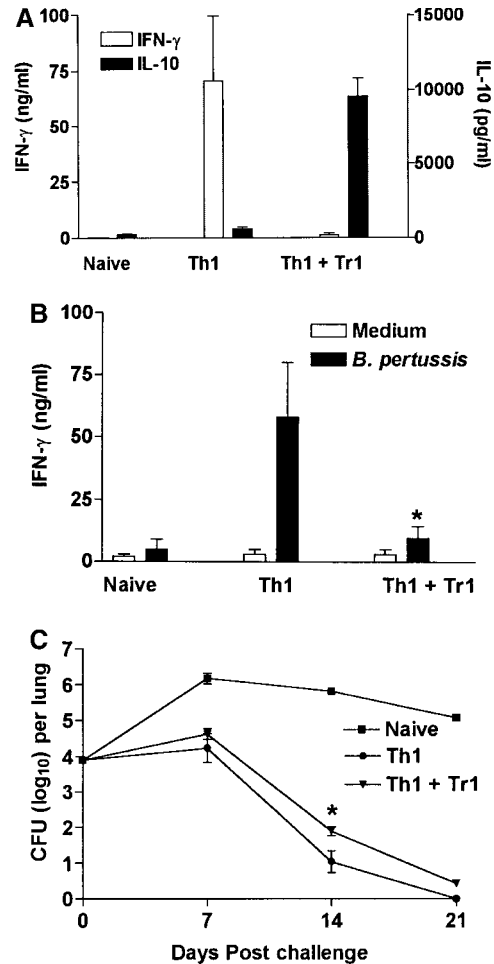 A
100
75
50
25
0
IFN-γ (ng/ml)
IFN-γ
IL-10
15000
10000
5000
0
IL-10 (pg/ml)
Naive Th1 Th1 + Tr1
B
100
75
50
25
0
IFN-γ (ng/ml)
Medium
B. pertussis
*
Naive Th1 Th1 + Tr1
C
7
6
5
4
3
2
1
0
CFU (log10) per lung
Naive
Th1
Th1 + Tr1
*
0 7 14 21
Days Post challenge